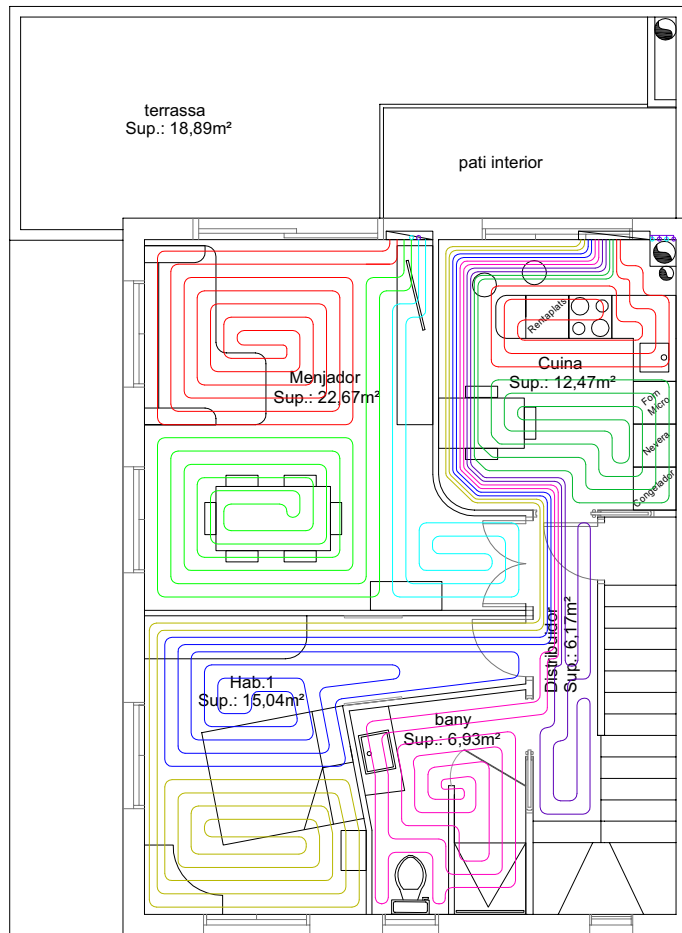 terrassa
Sup.: 18,89m²
pati interior
Rentaplats
Cuina
Sup.: 12,47m²
Menjador
Sup.: 22,67m²
Forn
Micro
Nevera
Congelador
Distribuidor
Sup.: 6,17m²
Hab.1
Sup.: 15,04m²
bany
Sup.: 6,93m²